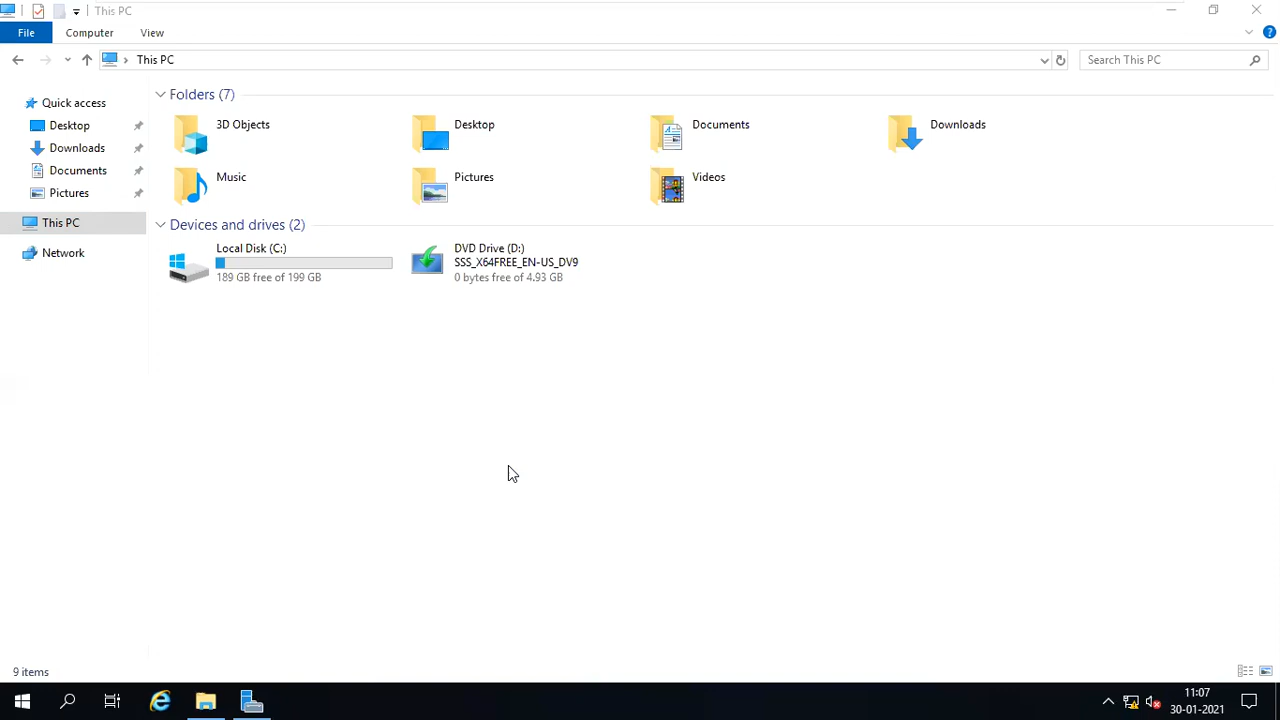 This PC
File
Computer
View
This PC
Search This PC
Quick access
Desktop
Downloads
Documents
Pictures
This PC
Network
Folders (7)
3D Objects
Desktop
Documents
Downloads
Music
Pictures
Videos
Devices and drives (2)
Local Disk (C:)
189 GB free of 199 GB
DVD Drive (D:)
SSS_X64FREE_EN-US_DV9
0 bytes free of 4.93 GB
9 items
11:07
30-01-2021